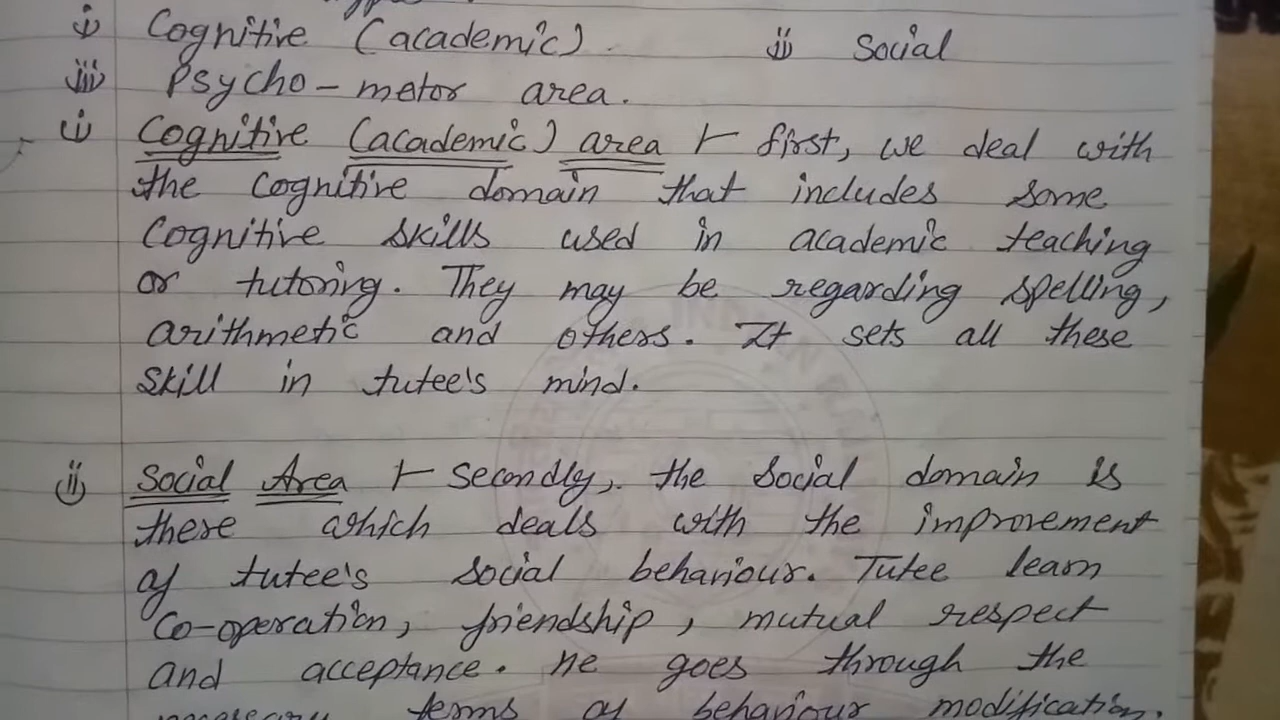 i) Cognitive (academic). ii) Social
iii) Psycho-motor area.
i) Cognitive (academic) area :- first, we deal with
the cognitive domain that includes some
Cognitive skills used in academic teaching
or tutoring. They may be regarding spelling,
arithmetic and others. It sets all these
skill in tutee's mind.
ii) Social Area :- Secondly, the social domain is
there which deals with the improvement
of tutee's social behaviour. Tutee learn
Co-operation, friendship, mutual respect
and acceptance. He goes through the
necessary terms of behaviour modification.